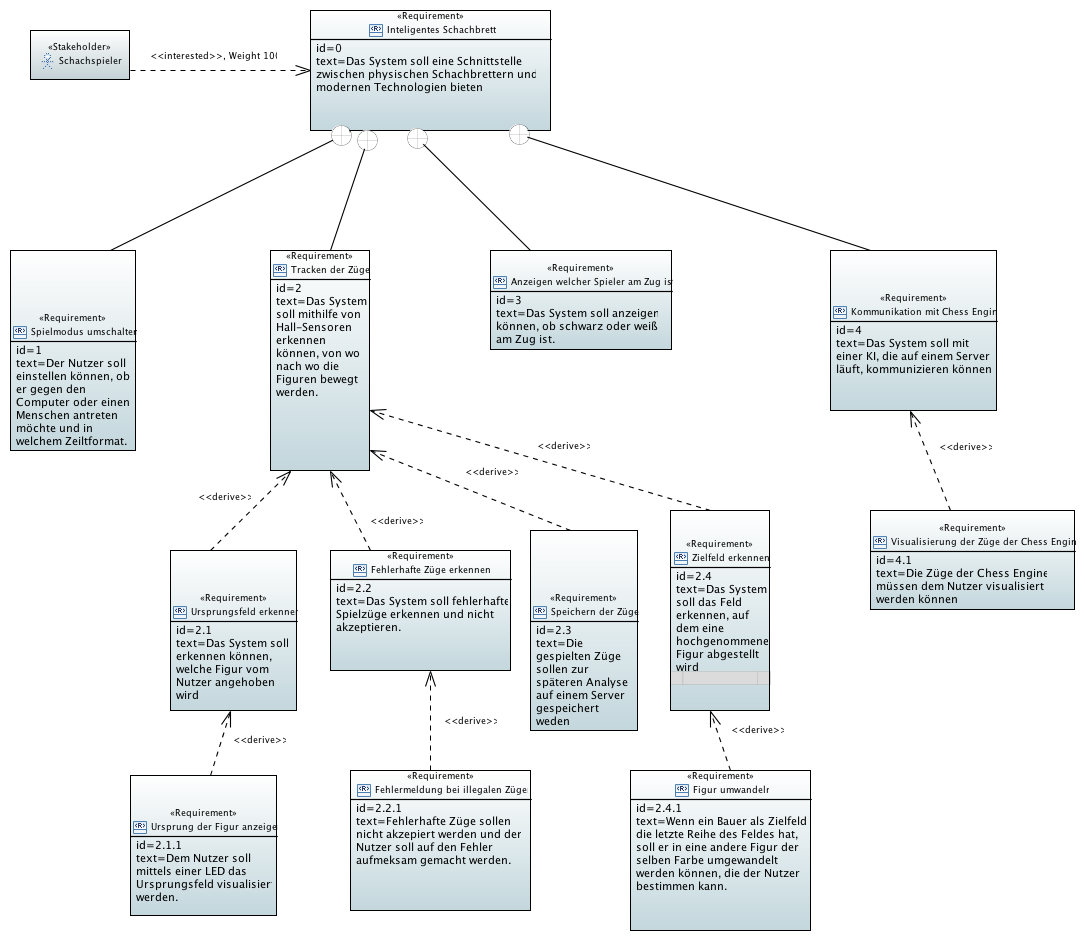 «Requirement»
Inteligentes Schachbrett
id=0
text=Das System soll eine Schnittstelle
zwischen physischen Schachbrettern und
modernen Technologien bieten
«Stakeholder»
Schachspieler
<<interested>>, Weight 10(
«Requirement»
Spielmodus umschalter
id=1
text=Der Nutzer soll
einstellen können, ob
er gegen den
Computer oder einen
Menschen antreten
möchte und in
welchem Zeiltformat.
«Requirement»
Tracken der Züge
id=2
text=Das System
soll mithilfe von
Hall-Sensoren
erkennen
können, von wo
nach wo die
Figuren bewegt
werden.
«Requirement»
Anzeigen welcher Spieler am Zug is
id=3
text=Das System soll anzeigen
können, ob schwarz oder weiß
am Zug ist.
«Requirement»
Kommunikation mit Chess Engin
id=4
text=Das System soll mit
einer KI, die auf einem Server
läuft, kommunizieren können
<<derive>>
<<derive>>
<<derive>>
<<derive>>
<<derive>>
«Requirement»
Ursprungsfeld erkenner
id=2.1
text=Das System soll
erkennen können,
welche Figur vom
Nutzer angehoben
wird
«Requirement»
Fehlerhafte Züge erkennen
id=2.2
text=Das System soll fehlerhafte
Spielzüge erkennen und nicht
akzeptieren.
«Requirement»
Speichern der Züge
id=2.3
text=Die
gespielten Züge
sollen zur
späteren Analyse
auf einem Server
gespeichert
weden
«Requirement»
Zielfeld erkennen
id=2.4
text=Das System
soll das Feld
erkennen, auf
dem eine
hochgenommene
Figur abgestellt
wird
«Requirement»
Visualisierung der Züge der Chess Engin
id=4.1
text=Die Züge der Chess Engine
müssen dem Nutzer visualisiert
werden können
<<derive>>
<<derive>>
<<derive>>
«Requirement»
Ursprung der Figur anzeige
id=2.1.1
text=Dem Nutzer soll
mittels einer LED das
Ursprungsfeld visualisier
werden.
«Requirement»
Fehlermeldung bei illegalen Züge
id=2.2.1
text=Fehlerhafte Züge sollen
nicht akzepiert werden und der
Nutzer soll auf den Fehler
aufmeksam gemacht werden.
«Requirement»
Figur umwandelr
id=2.4.1
text=Wenn ein Bauer als Zielfeld
die letzte Reihe des Feldes hat,
soll er in eine andere Figur der
selben Farbe umgewandelt
werden können, die der Nutzer
bestimmen kann.